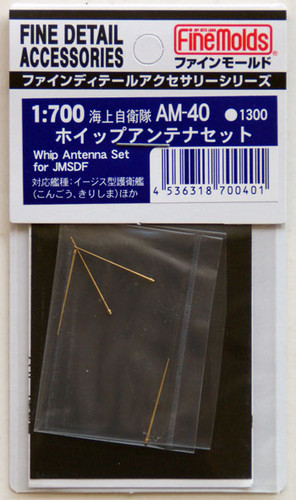 FINE DETAIL
ACCESSORIES
FineMolds
ファインモールド
ファインディテールアクセサリーシリーズ
1:700 海上自衛隊 AM-40 ●1300
ホイップアンテナセット
Whip Antenna Set
for JMSDF
対応艦種:イージス型護衛艦
(こんごう、きりしま)ほか
4 536318 700401